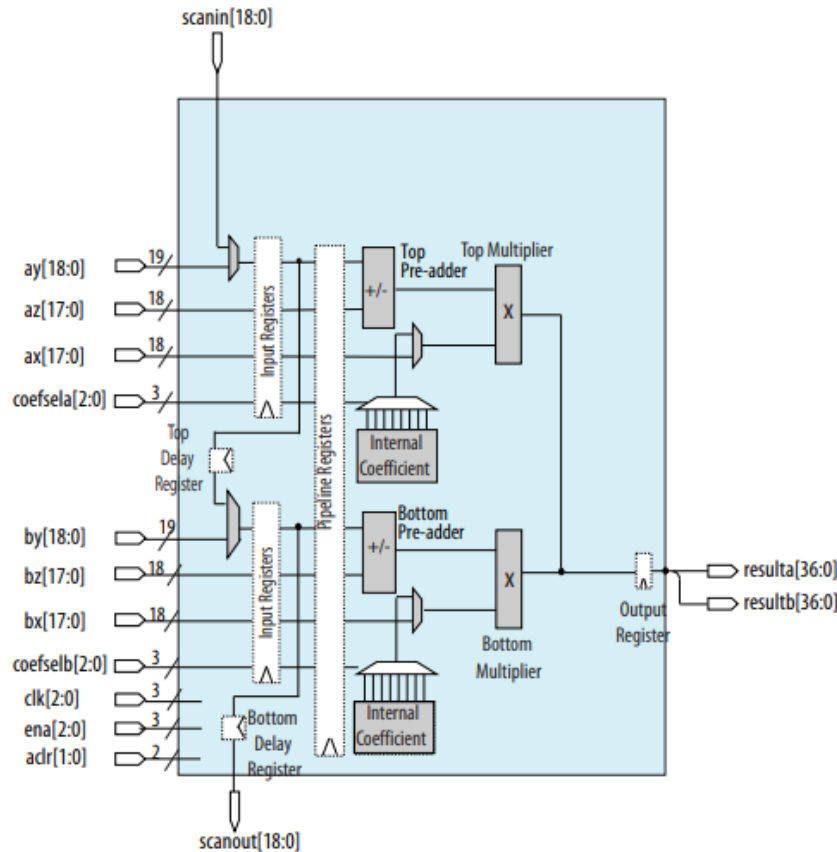 scanin[18:0]
ay[18:0]
19
az[17:0]
18
ax[17:0]
18
coefsela[2:0]
3
Input Registers
Pipeline Registers
+/-
Top
Pre-adder
Top Multiplier
X
Internal
Coefficient
Top
Delay
Register
by[18:0]
19
bz[17:0]
18
bx[17:0]
18
coefselb[2:0]
3
clk[2:0]
3
ena[2:0]
3
aclr[1:0]
2
Input Registers
+/-
Bottom
Pre-adder
X
Bottom
Multiplier
Internal
Coefficient
Bottom
Delay
Register
Output
Register
resulta[36:0]
resultb[36:0]
scanout[18:0]